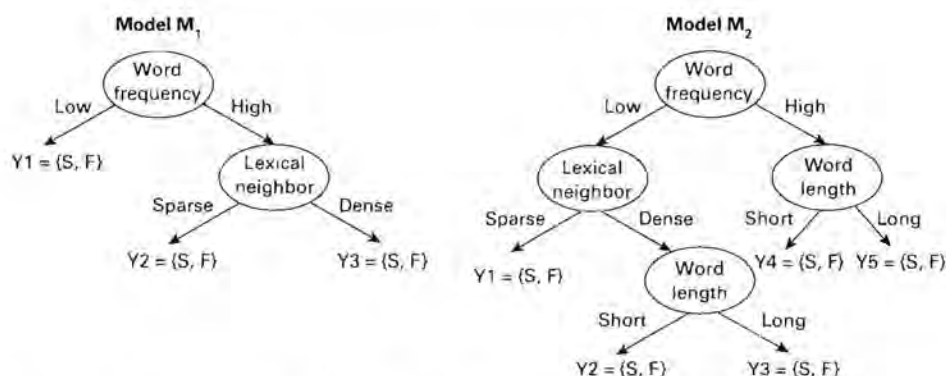 Model M1
Word
frequency
Low
High
Y1 = {S, F}
Lexical
neighbor
Sparse
Dense
Y2 = {S, F}
Y3 = {S, F}
Model M2
Word
frequency
Low
High
Lexical
neighbor
Word
length
Sparse
Dense
Short
Long
Y1 = {S, F}
Word
length
Y4 = {S, F}
Y5 = {S, F}
Short
Long
Y2 = {S, F}
Y3 = {S, F}